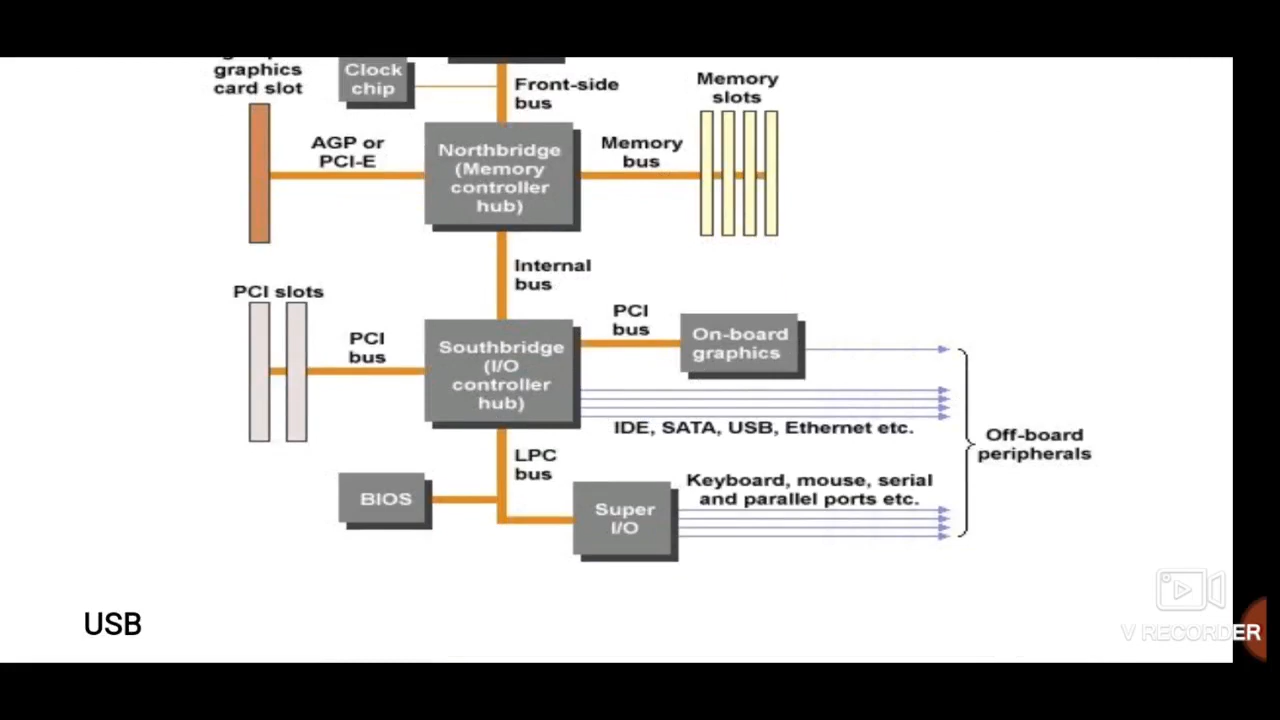 graphics
card slot
Clock
chip
Front-side
bus
Memory
slots
AGP or
PCI-E
Northbridge
(Memory
controller
hub)
Memory
bus
Internal
bus
PCI slots
PCI
bus
Southbridge
(I/O
controller
hub)
PCI
bus
On-board
graphics
IDE, SATA, USB, Ethernet etc.
Off-board
peripherals
LPC
bus
BIOS
Super
I/O
Keyboard, mouse, serial
and parallel ports etc.
USB
V RECORDER